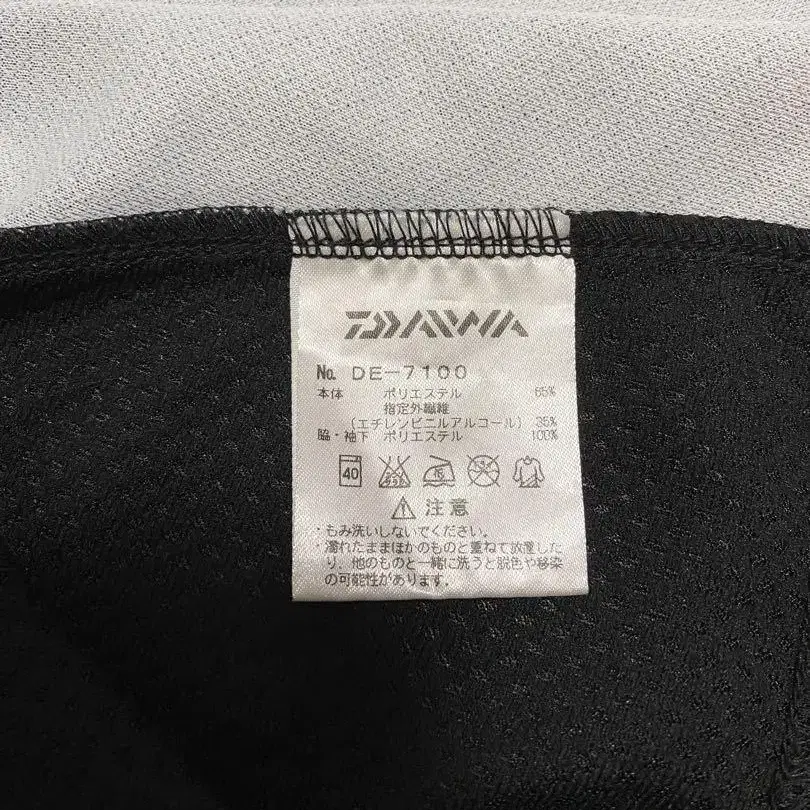 DAIWA
No. DE-7100
本体 ポリエステル 65%
指定外繊維
(エチレンビニルアルコール) 35%
脇・袖下 ポリエステル 100%
40
⚠ 注意
・もみ洗いしないでください。
・濡れたままほかのものと重ねて放置した
り、他のものと一緒に洗うと脱色や移染
の可能性があります。